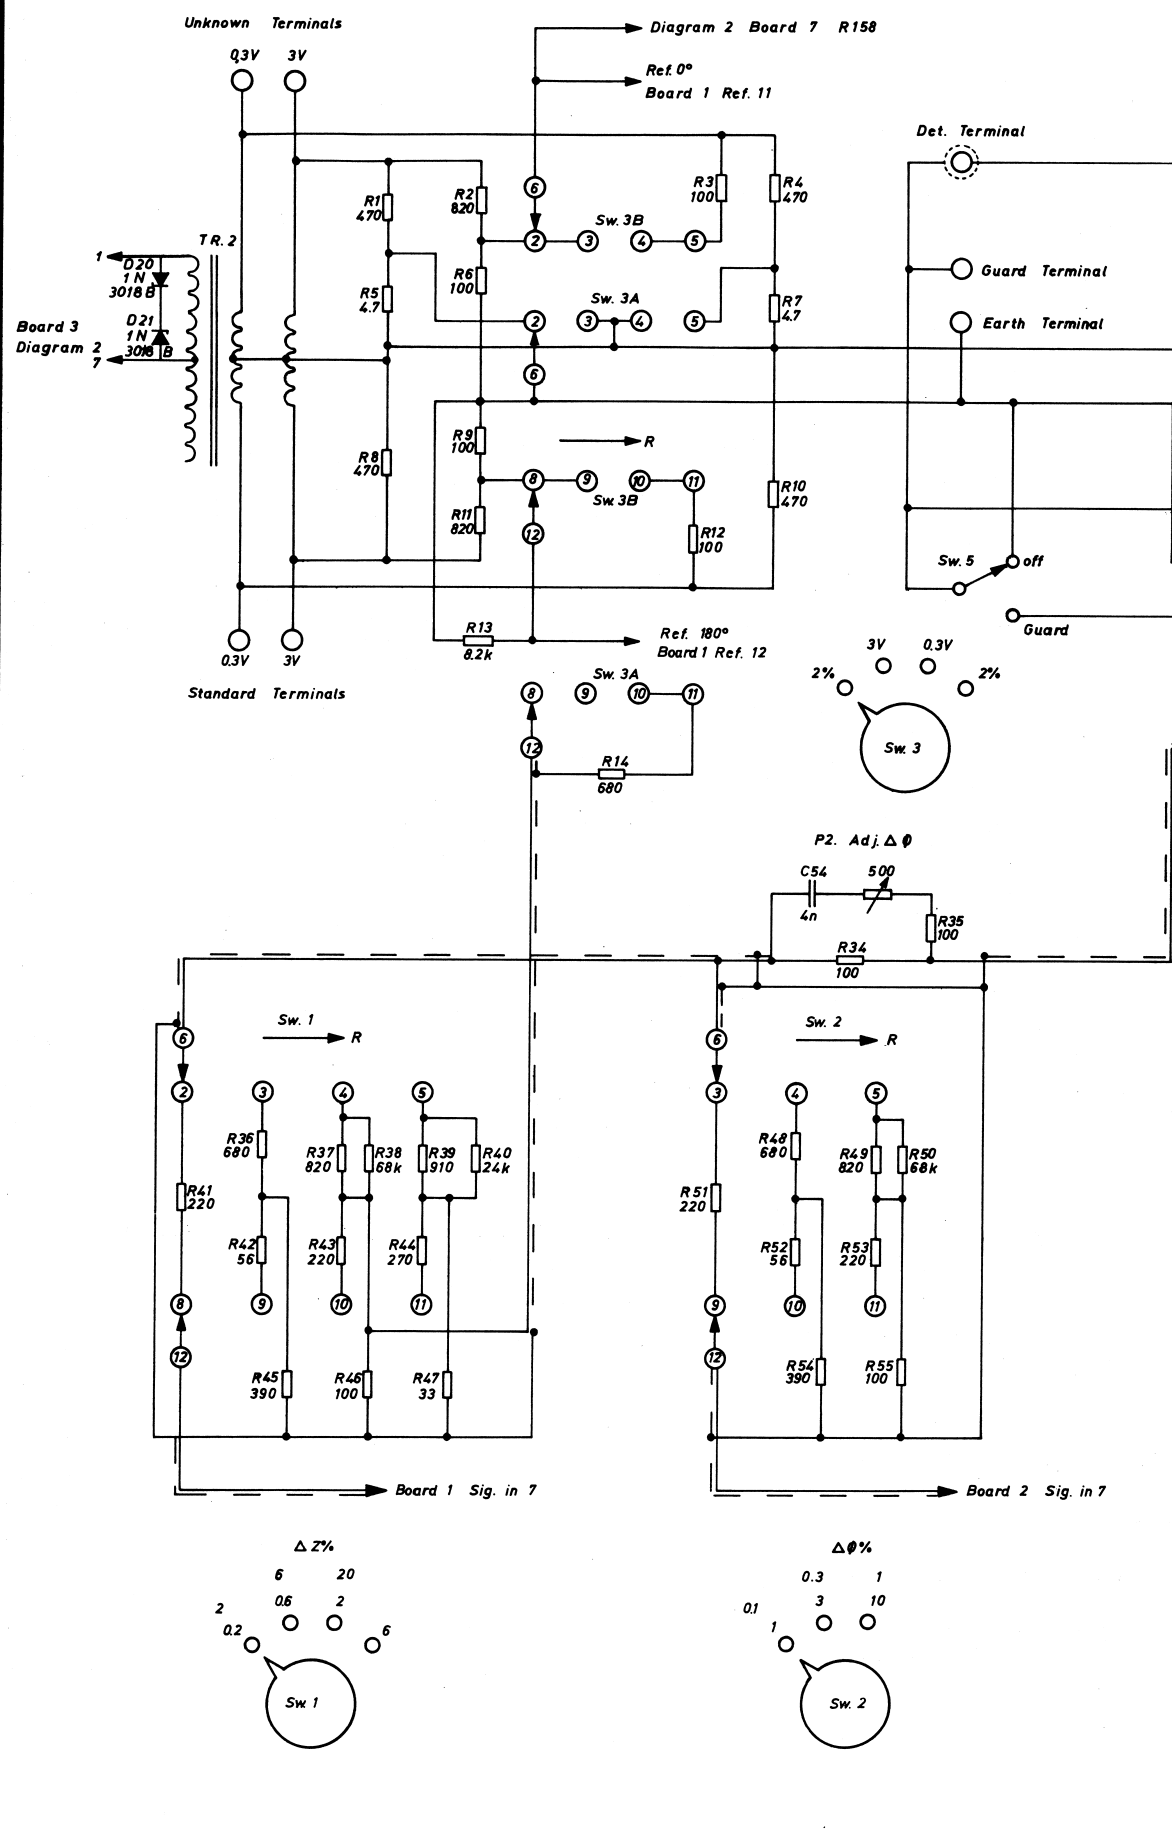 Unknown Terminals
0,3V 3V
Diagram 2 Board 7 R158
Ref. 0°
Board 1 Ref. 11
Det. Terminal
R1
470
R2
820
6
R3
100
R4
470
Sw. 3B
2 3 4 5
TR.2
1
D20
1 N
3018 B
R5
4.7
R6
100
Sw. 3A
2 3 4 5
R7
4.7
Guard Terminal
Earth Terminal
D21
1 N
3018 B
Board 3
Diagram 2
7
6
R8
470
R9
100
R
8 9 10 11
Sw. 3B
R10
470
R11
820
12
R12
100
Sw. 5
off
Guard
R13
8.2k
Ref. 180°
Board 1 Ref. 12
0.3V 3V
Standard Terminals
Sw. 3A
8 9 10 11
12
R14
680
3V 0.3V
2% 2%
Sw. 3
P2. Adj. Δ Φ
C54
4n
500
R35
100
R34
100
Sw. 1
R
6
Sw. 2
R
6
2 3 4 5
3 4 5
R36
680
R37
820
R38
68k
R39
910
R40
24k
R48
680
R49
820
R50
68k
R41
220
R51
220
R42
56
R43
220
R44
270
R52
56
R53
220
8 9 10 11
9 10 11
12
12
R45
390
R46
100
R47
33
R54
390
R55
100
Board 1 Sig. in 7
Board 2 Sig. in 7
Δ Z%
6 20
2 0.6 2
0.2 6
Sw. 1
ΔΦ%
0.3 1
0.1 3 10
1
Sw. 2